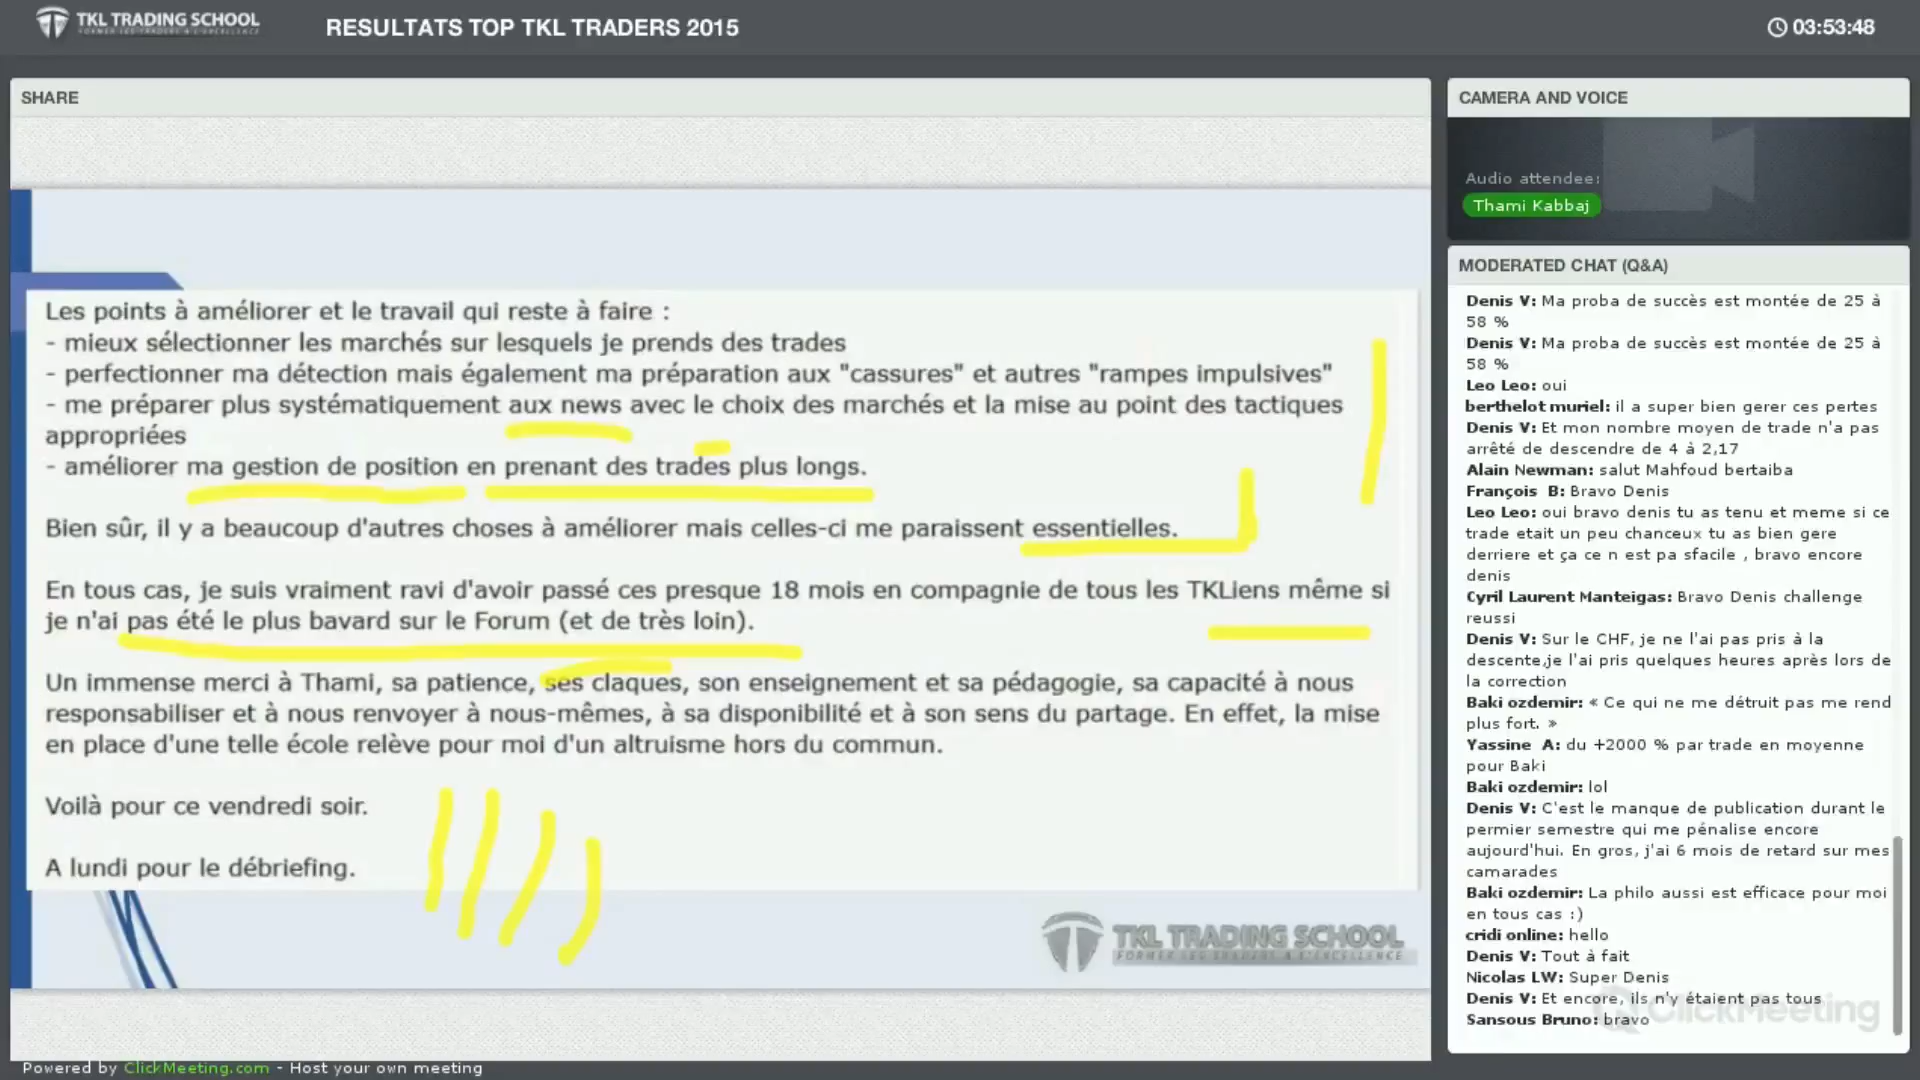 TKL TRADING SCHOOL
FORMER LES TRADERS A L'EXCELLENCE
RESULTATS TOP TKL TRADERS 2015
03:53:48
SHARE
Les points à améliorer et le travail qui reste à faire :
- mieux sélectionner les marchés sur lesquels je prends des trades
- perfectionner ma détection mais également ma préparation aux "cassures" et autres "rampes impulsives"
- me préparer plus systématiquement aux news avec le choix des marchés et la mise au point des tactiques
appropriées
- améliorer ma gestion de position en prenant des trades plus longs.
Bien sûr, il y a beaucoup d'autres choses à améliorer mais celles-ci me paraissent essentielles.
En tous cas, je suis vraiment ravi d'avoir passé ces presque 18 mois en compagnie de tous les TKLiens même si
je n'ai pas été le plus bavard sur le Forum (et de très loin).
Un immense merci à Thami, sa patience, ses claques, son enseignement et sa pédagogie, sa capacité à nous
responsabiliser et à nous renvoyer à nous-mêmes, à sa disponibilité et à son sens du partage. En effet, la mise
en place d'une telle école relève pour moi d'un altruisme hors du commun.
Voilà pour ce vendredi soir.
A lundi pour le débriefing.
TKL TRADING SCHOOL
FORMER LES TRADERS A L'EXCELLENCE
CAMERA AND VOICE
Audio attendee:
Thami Kabbaj
MODERATED CHAT (Q&A)
Denis V: Ma proba de succès est montée de 25 à
58 %
Denis V: Ma proba de succès est montée de 25 à
58 %
Leo Leo: oui
berthelot muriel: il a super bien gerer ces pertes
Denis V: Et mon nombre moyen de trade n'a pas
arrêté de descendre de 4 à 2,17
Alain Newman: salut Mahfoud bertaiba
François B: Bravo Denis
Leo Leo: oui bravo denis tu as tenu et meme si ce
trade etait un peu chanceux tu as bien gere
derriere et ça ce n est pa sfacile , bravo encore
denis
Cyril Laurent Manteigas: Bravo Denis challenge
reussi
Denis V: Sur le CHF, je ne l'ai pas pris à la
descente,je l'ai pris quelques heures après lors de
la correction
Baki ozdemir: « Ce qui ne me détruit pas me rend
plus fort. »
Yassine A: du +2000 % par trade en moyenne
pour Baki
Baki ozdemir: lol
Denis V: C'est le manque de publication durant le
permier semestre qui me pénalise encore
aujourd'hui. En gros, j'ai 6 mois de retard sur mes
camarades
Baki ozdemir: La philo aussi est efficace pour moi
en tous cas :)
cridi online: hello
Denis V: Tout à fait
Nicolas LW: Super Denis
Denis V: Et encore, ils n'y étaient pas tous
Sansous Bruno: bravo
ClickMeeting
Powered by ClickMeeting.com - Host your own meeting